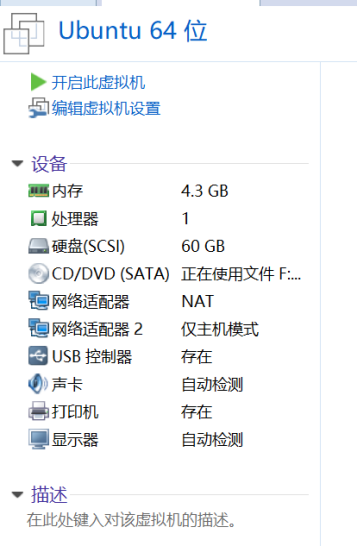 Ubuntu 64 位
开启此虚拟机
编辑虚拟机设置
设备
内存 4.3 GB
处理器 1
硬盘(SCSI) 60 GB
CD/DVD (SATA) 正在使用文件 F:...
网络适配器 NAT
网络适配器 2 仅主机模式
USB 控制器 存在
声卡 自动检测
打印机 存在
显示器 自动检测
描述
在此处键入对该虚拟机的描述。